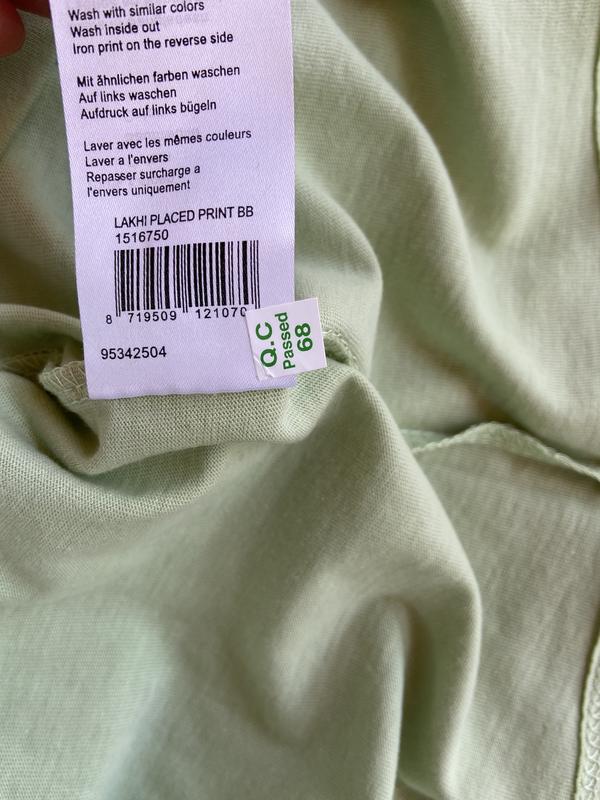 Wash with similar colors
Wash inside out
Iron print on the reverse side
Mit ähnlichen farben waschen
Auf links waschen
Aufdruck auf links bügeln
Laver avec les mêmes couleurs
Laver a l'envers
Repasser surcharge a
l'envers uniquement
LAKHI PLACED PRINT BB
1516750
8 719509 121070
95342504
Q.C
Passed
68